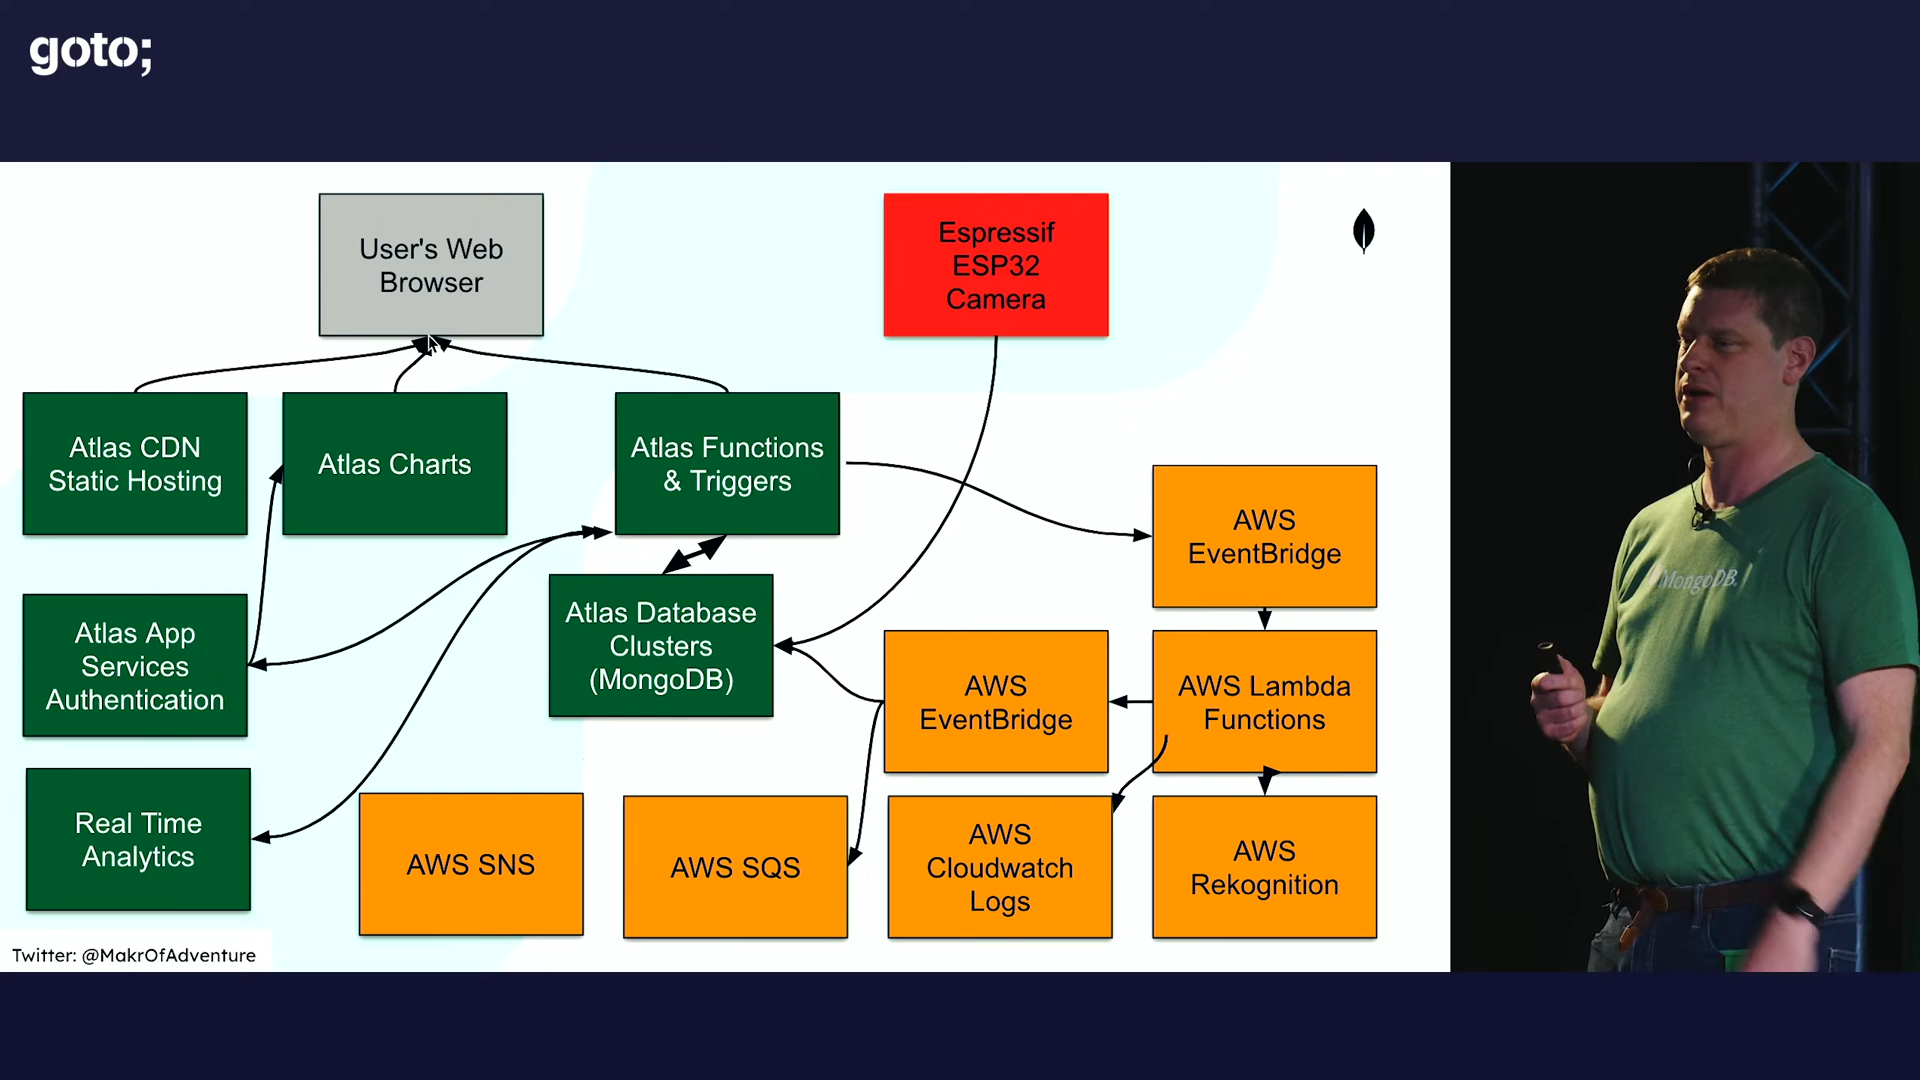 goto;
User's Web
Browser
Espressif
ESP32
Camera
Atlas CDN
Static Hosting
Atlas Charts
Atlas Functions
& Triggers
AWS
EventBridge
Atlas App
Services
Authentication
Atlas Database
Clusters
(MongoDB)
AWS
EventBridge
AWS Lambda
Functions
Real Time
Analytics
AWS SNS
AWS SQS
AWS
Cloudwatch
Logs
AWS
Rekognition
Twitter: @MakrOfAdventure
MongoDB.